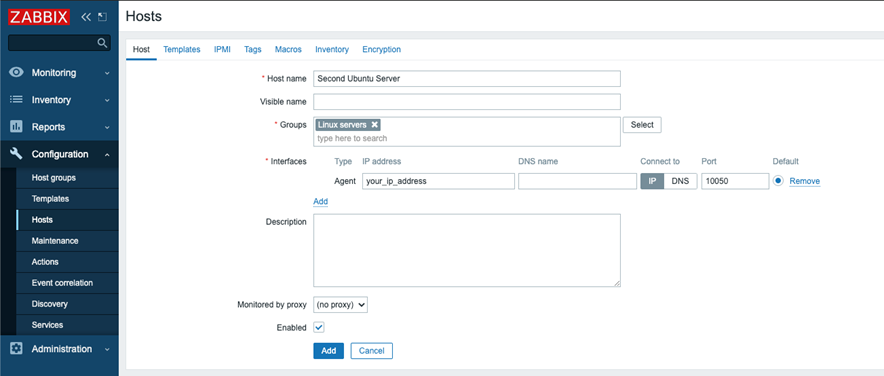 ZABBIX
Hosts
Host Templates IPMI Tags Macros Inventory Encryption
Monitoring
Inventory
Reports
Configuration
Host groups
Templates
Hosts
Maintenance
Actions
Event correlation
Discovery
Services
Administration
* Host name Second Ubuntu Server
Visible name
* Groups Linux servers Select
type here to search
* Interfaces Type IP address DNS name Connect to Port Default
Agent your_ip_address IP DNS 10050 Remove
Add
Description
Monitored by proxy (no proxy)
Enabled
Add Cancel